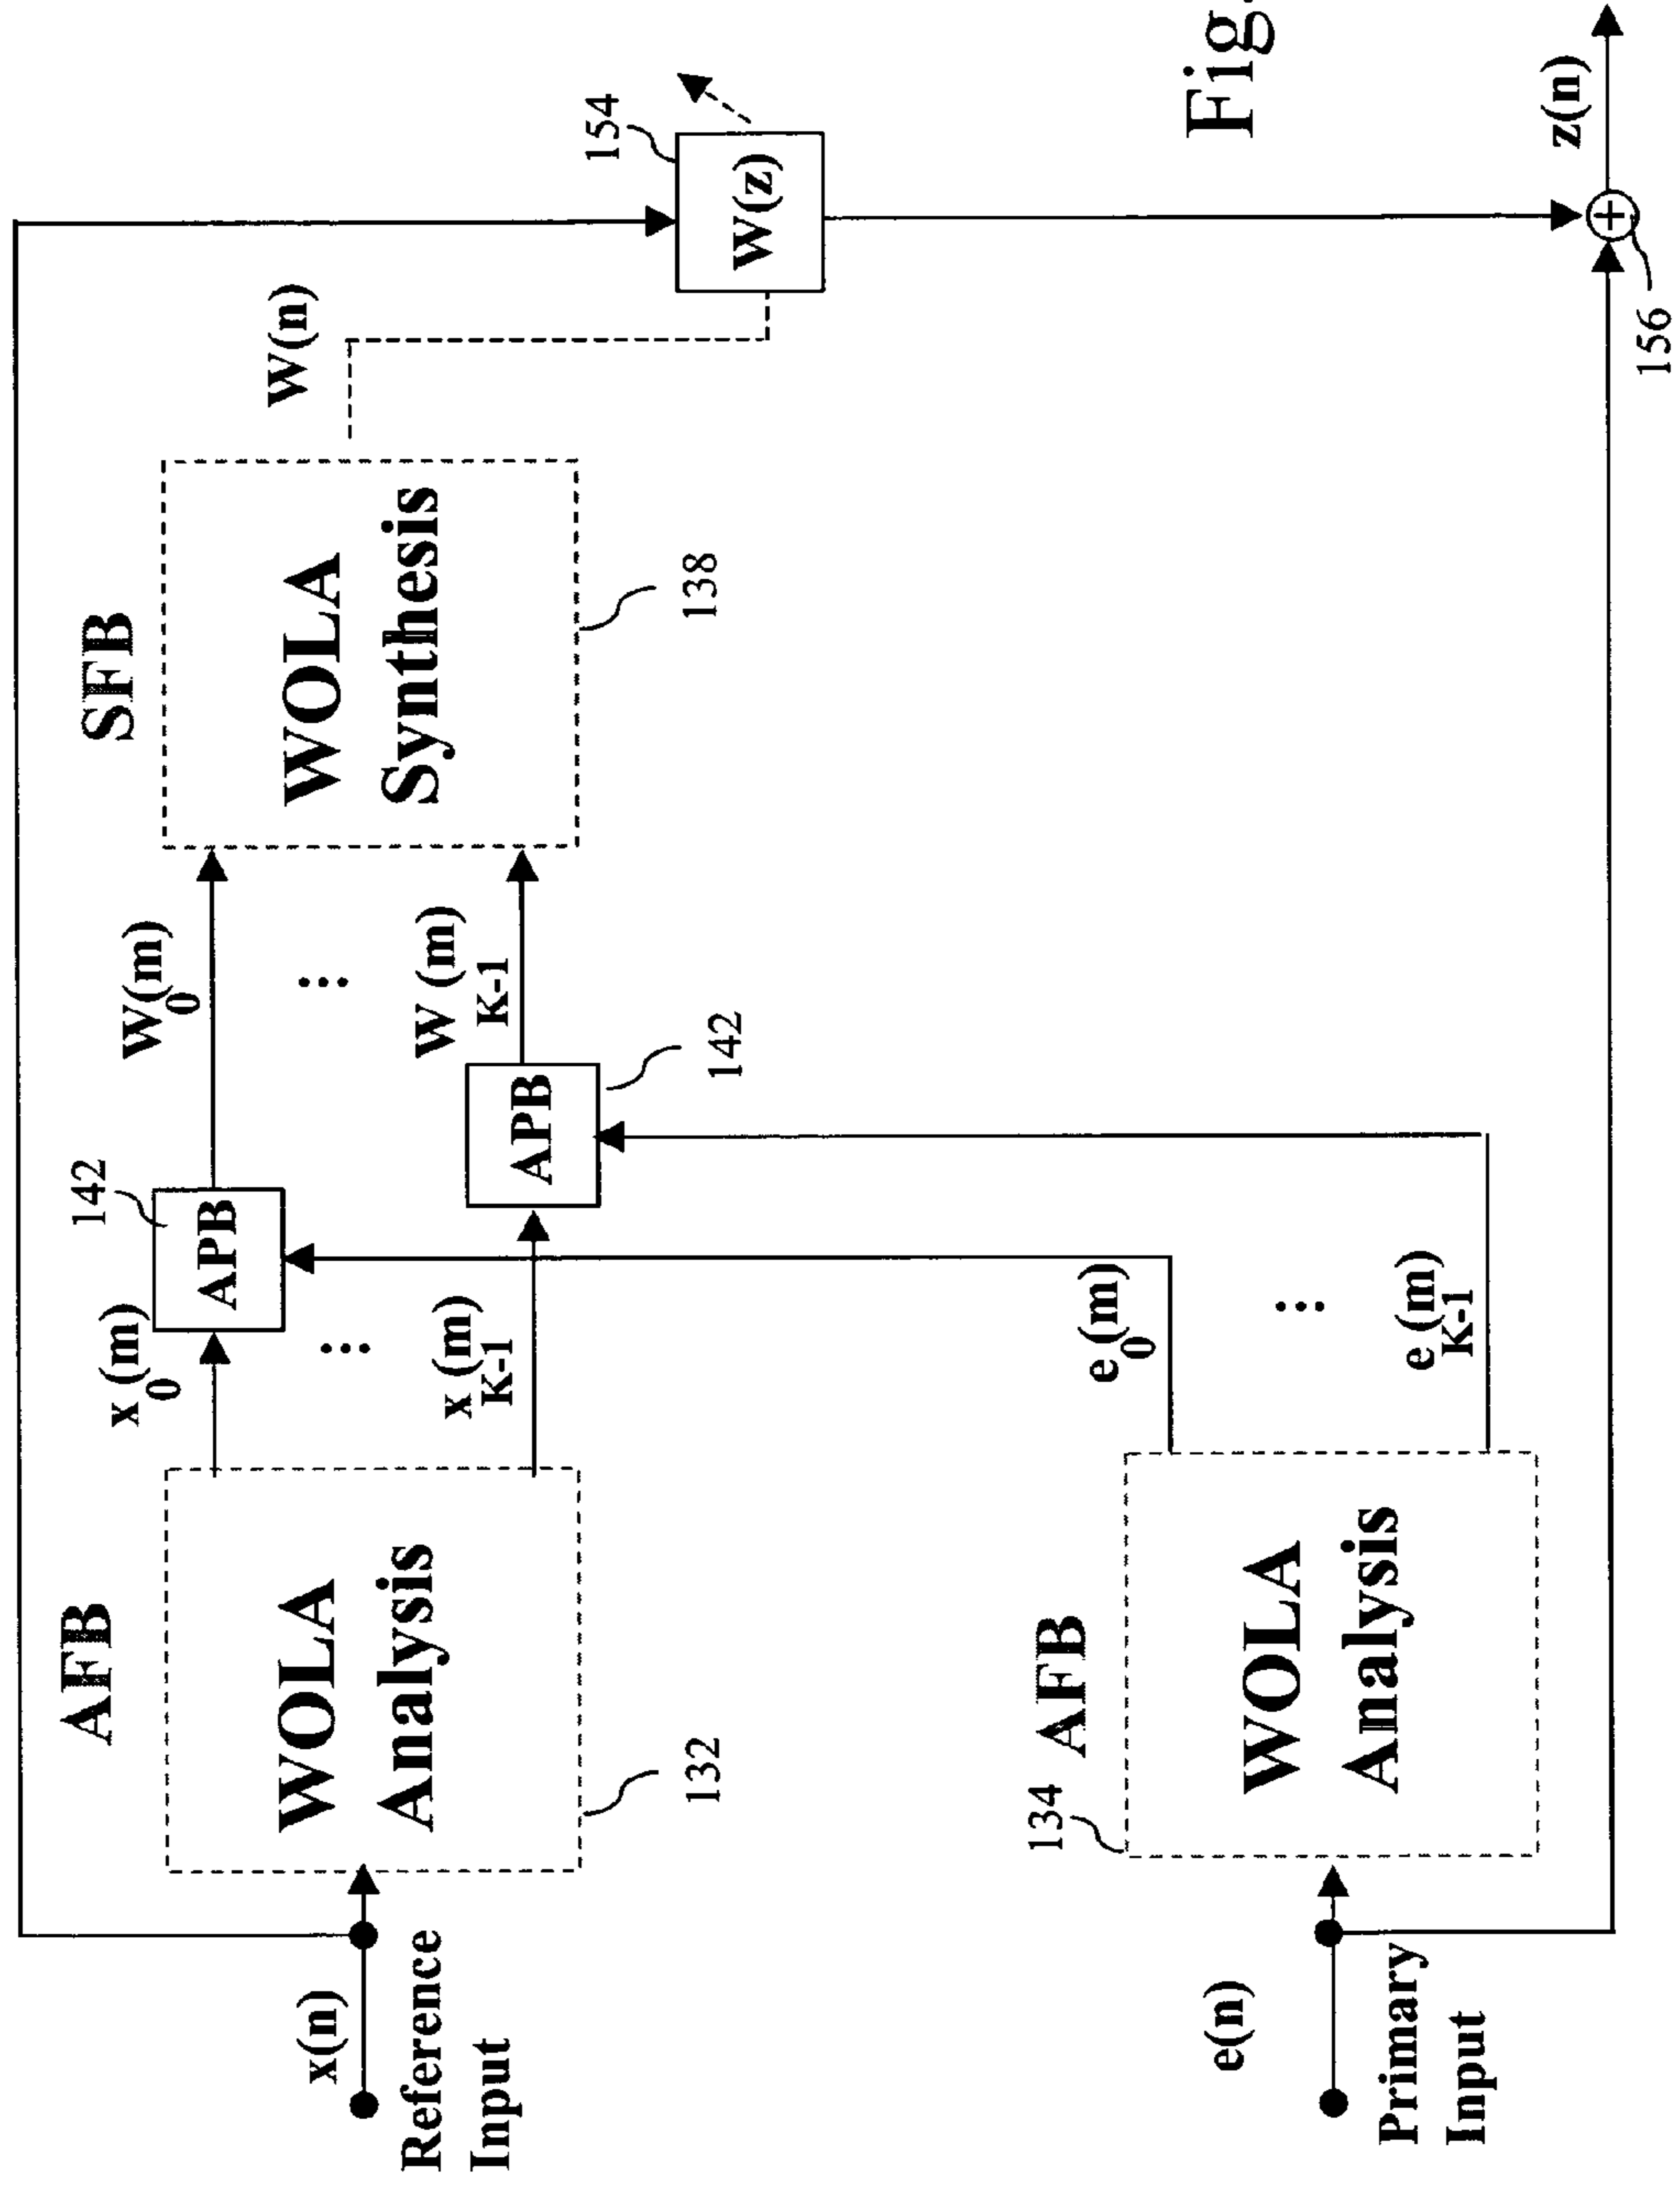 AFB
SFB
x(n)
Reference
Input
WOLA
Analysis
132
x0(m)
⋮
xK-1(m)
142
APB
APB
142
W0(m)
⋮
WK-1(m)
WOLA
Synthesis
138
W(n)
154
W(z)
134
AFB
e(n)
Primary
Input
WOLA
Analysis
e0(m)
⋮
eK-1(m)
156
+
z(n)
Fig.